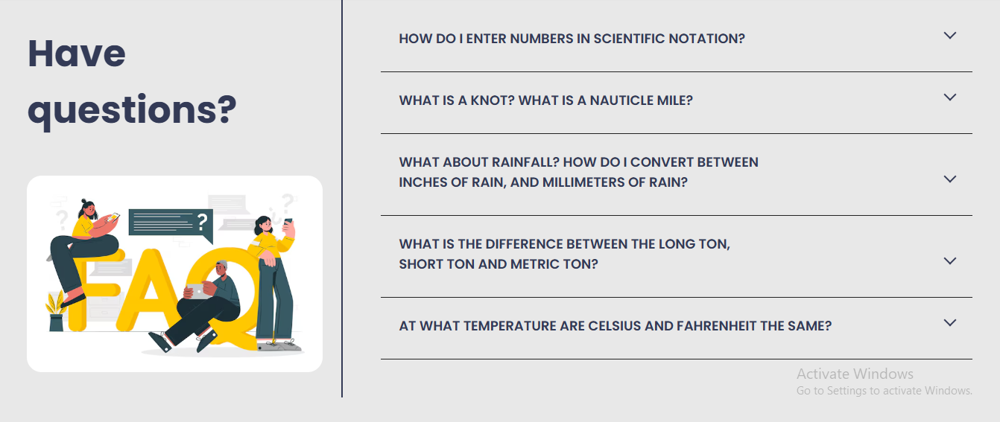 Have
questions?
FAQ
?
?
?
HOW DO I ENTER NUMBERS IN SCIENTIFIC NOTATION?
WHAT IS A KNOT? WHAT IS A NAUTICLE MILE?
WHAT ABOUT RAINFALL? HOW DO I CONVERT BETWEEN
INCHES OF RAIN, AND MILLIMETERS OF RAIN?
WHAT IS THE DIFFERENCE BETWEEN THE LONG TON,
SHORT TON AND METRIC TON?
AT WHAT TEMPERATURE ARE CELSIUS AND FAHRENHEIT THE SAME?
Activate Windows
Go to Settings to activate Windows.